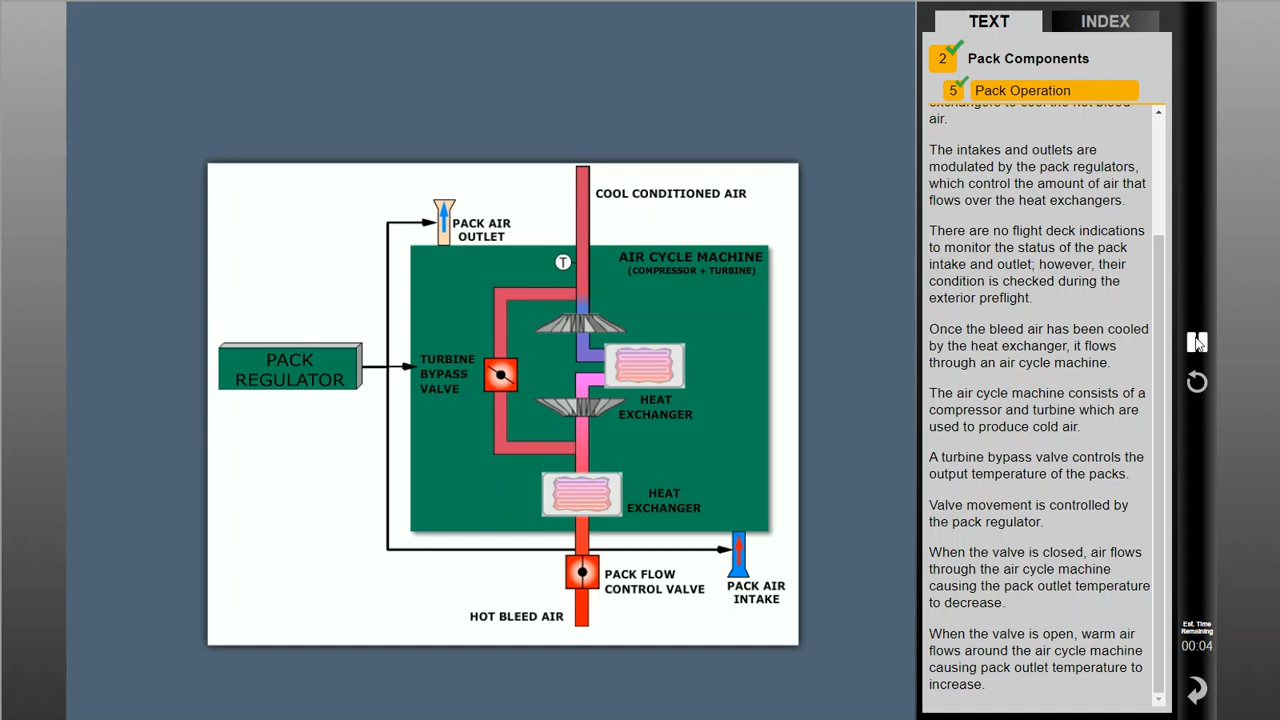 TEXT
INDEX
2
Pack Components
5
Pack Operation
exchangers to cool the hot bleed
air.
The intakes and outlets are
modulated by the pack regulators,
which control the amount of air that
flows over the heat exchangers.
There are no flight deck indications
to monitor the status of the pack
intake and outlet; however, their
condition is checked during the
exterior preflight.
Once the bleed air has been cooled
by the heat exchanger, it flows
through an air cycle machine.
The air cycle machine consists of a
compressor and turbine which are
used to produce cold air.
A turbine bypass valve controls the
output temperature of the packs.
Valve movement is controlled by
the pack regulator.
When the valve is closed, air flows
through the air cycle machine
causing the pack outlet temperature
to decrease.
When the valve is open, warm air
flows around the air cycle machine
causing pack outlet temperature to
increase.
COOL CONDITIONED AIR
PACK AIR
OUTLET
AIR CYCLE MACHINE
(COMPRESSOR + TURBINE)
T
PACK
REGULATOR
TURBINE
BYPASS
VALVE
HEAT
EXCHANGER
HEAT
EXCHANGER
PACK FLOW
CONTROL VALVE
PACK AIR
INTAKE
HOT BLEED AIR
Est. Time
Remaining
00:04